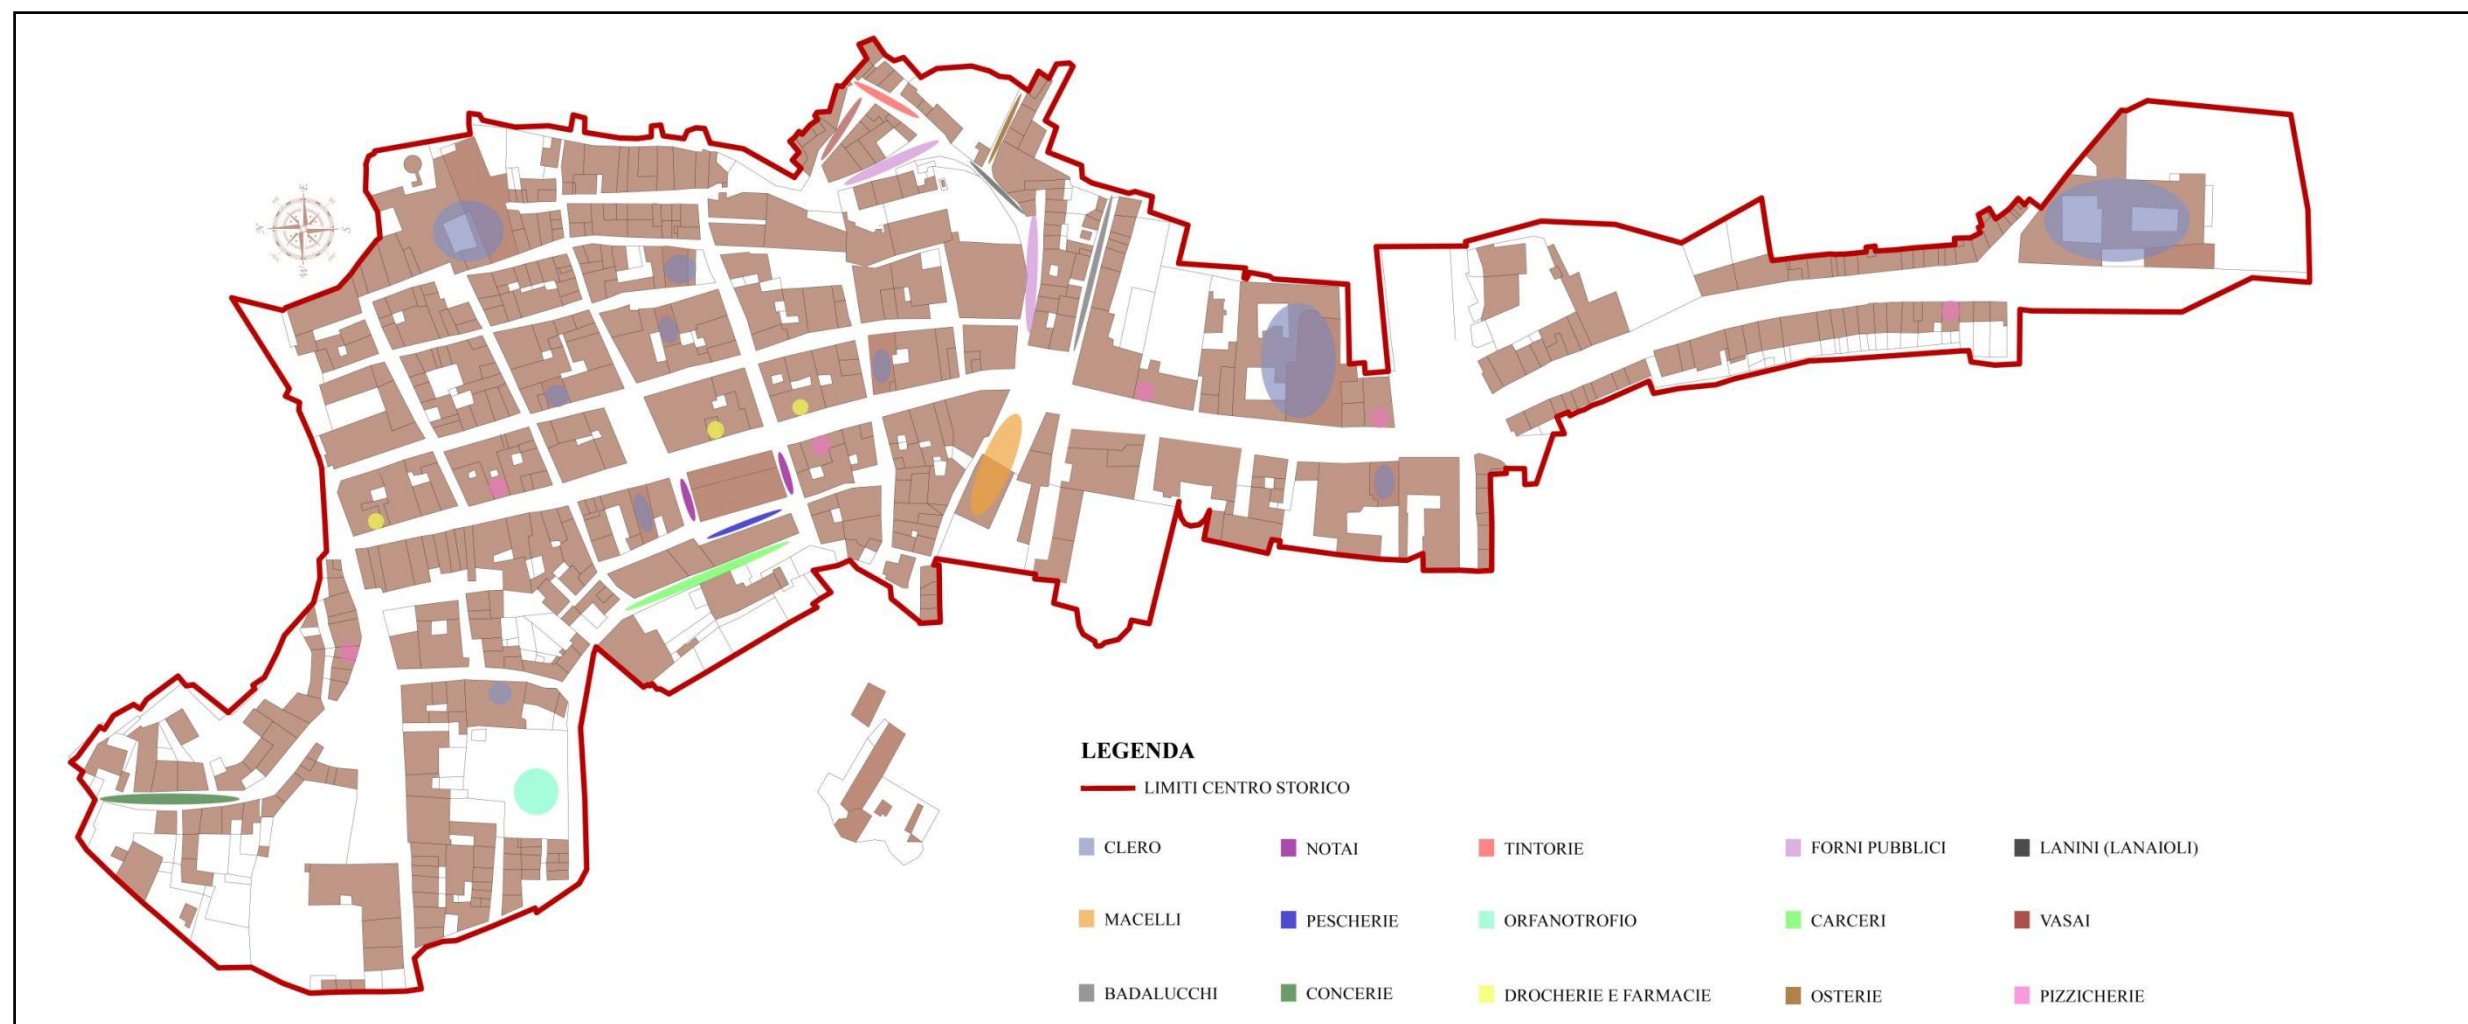 E
N
S
W
LEGENDA
LIMITI CENTRO STORICO
CLERO NOTAI TINTORIE FORNI PUBBLICI LANINI (LANAIOLI)
MACELLI PESCHERIE ORFANOTROFIO CARCERI VASAI
BADALUCCHI CONCERIE DROCHERIE E FARMACIE OSTERIE PIZZICHERIE